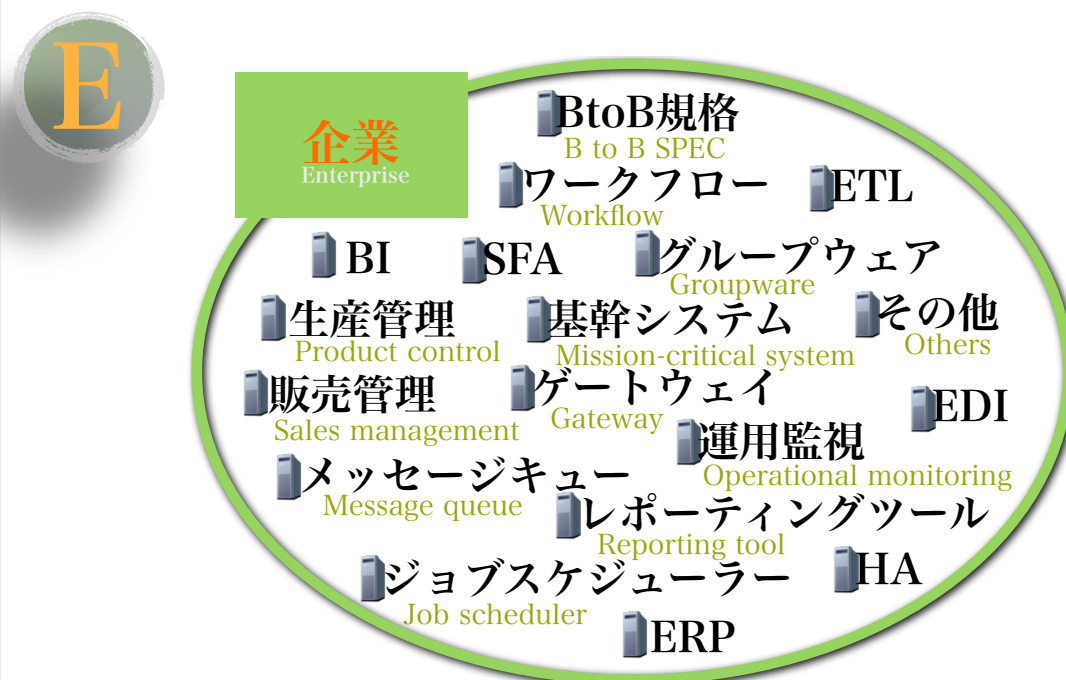 E
企業
Enterprise
BtoB規格
B to B SPEC
ワークフロー
Workflow
ETL
BI
SFA
グループウェア
Groupware
生産管理
Product control
基幹システム
Mission-critical system
その他
Others
販売管理
Sales management
ゲートウェイ
Gateway
EDI
運用監視
Operational monitoring
メッセージキュー
Message queue
レポーティングツール
Reporting tool
ジョブスケジューラー
Job scheduler
HA
ERP